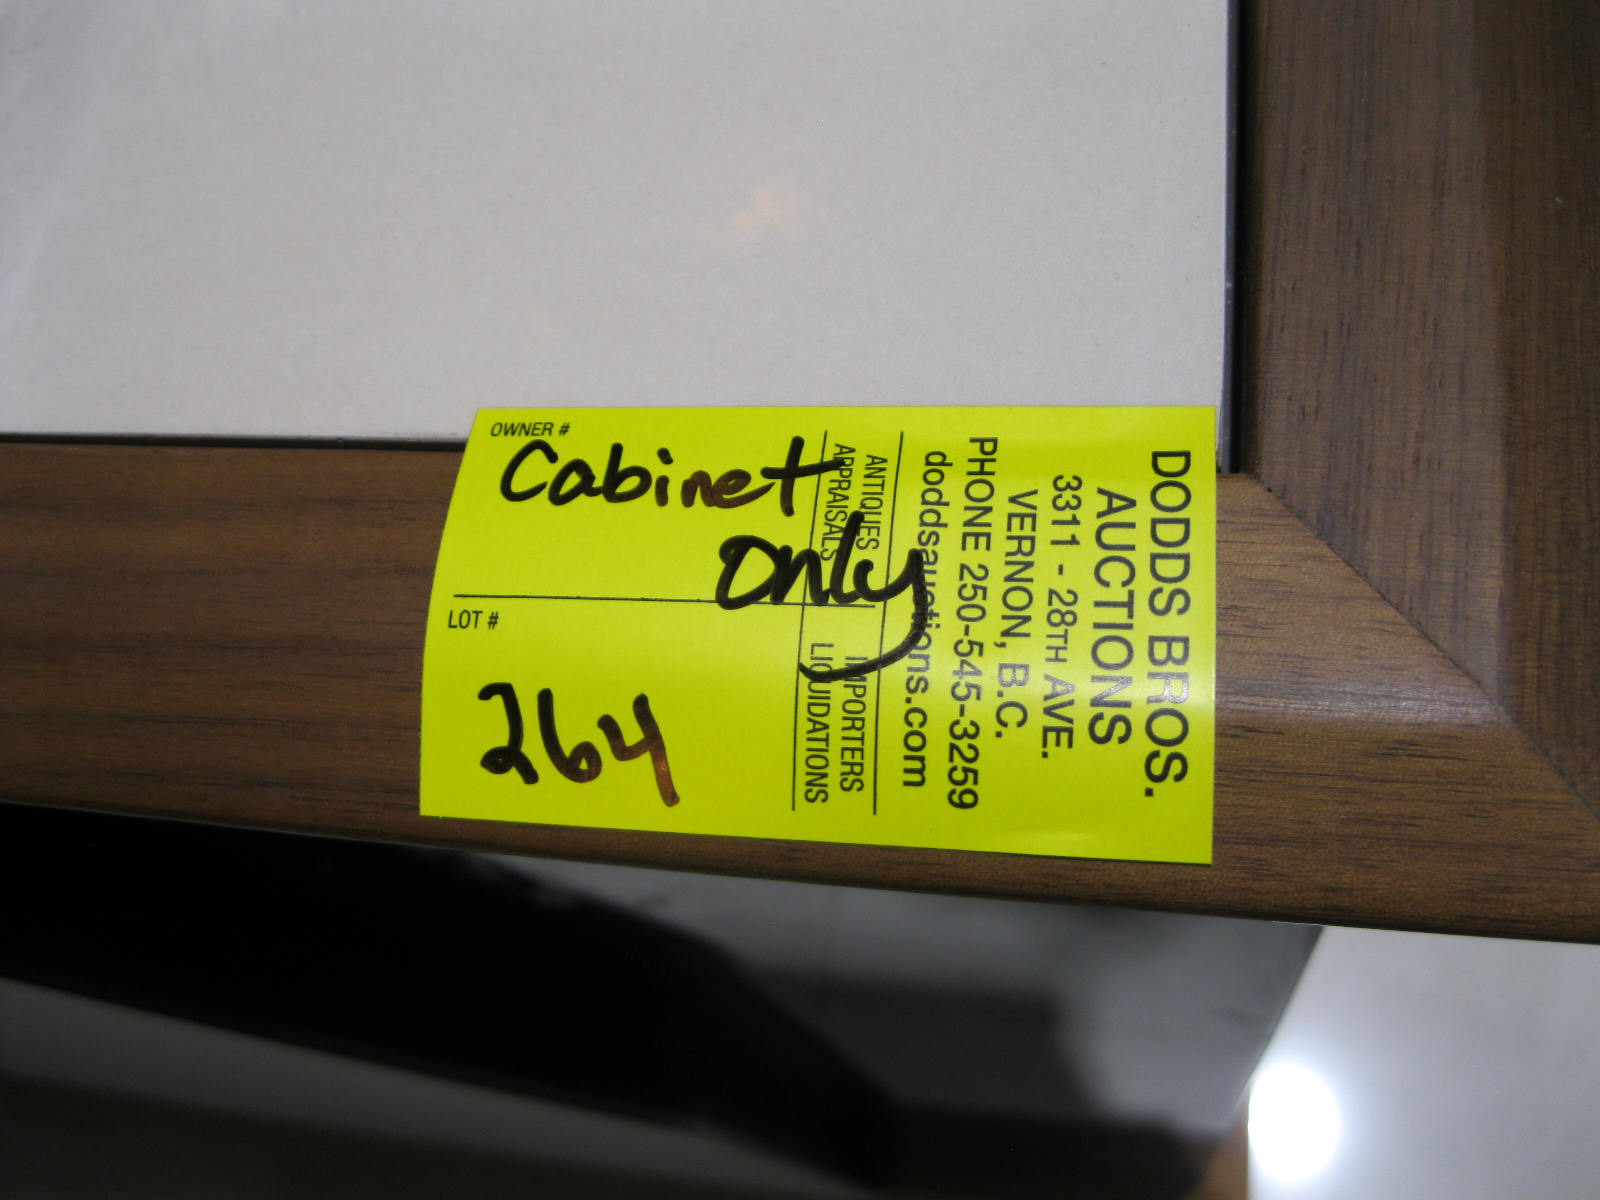 DODDS BROS.
AUCTIONS
3311 - 28TH AVE.
VERNON, B.C.
PHONE 250-545-3259
doddsauctions.com
ANTIQUES IMPORTERS
APPRAISALS LIQUIDATIONS
OWNER #
Cabinet
only
LOT #
264